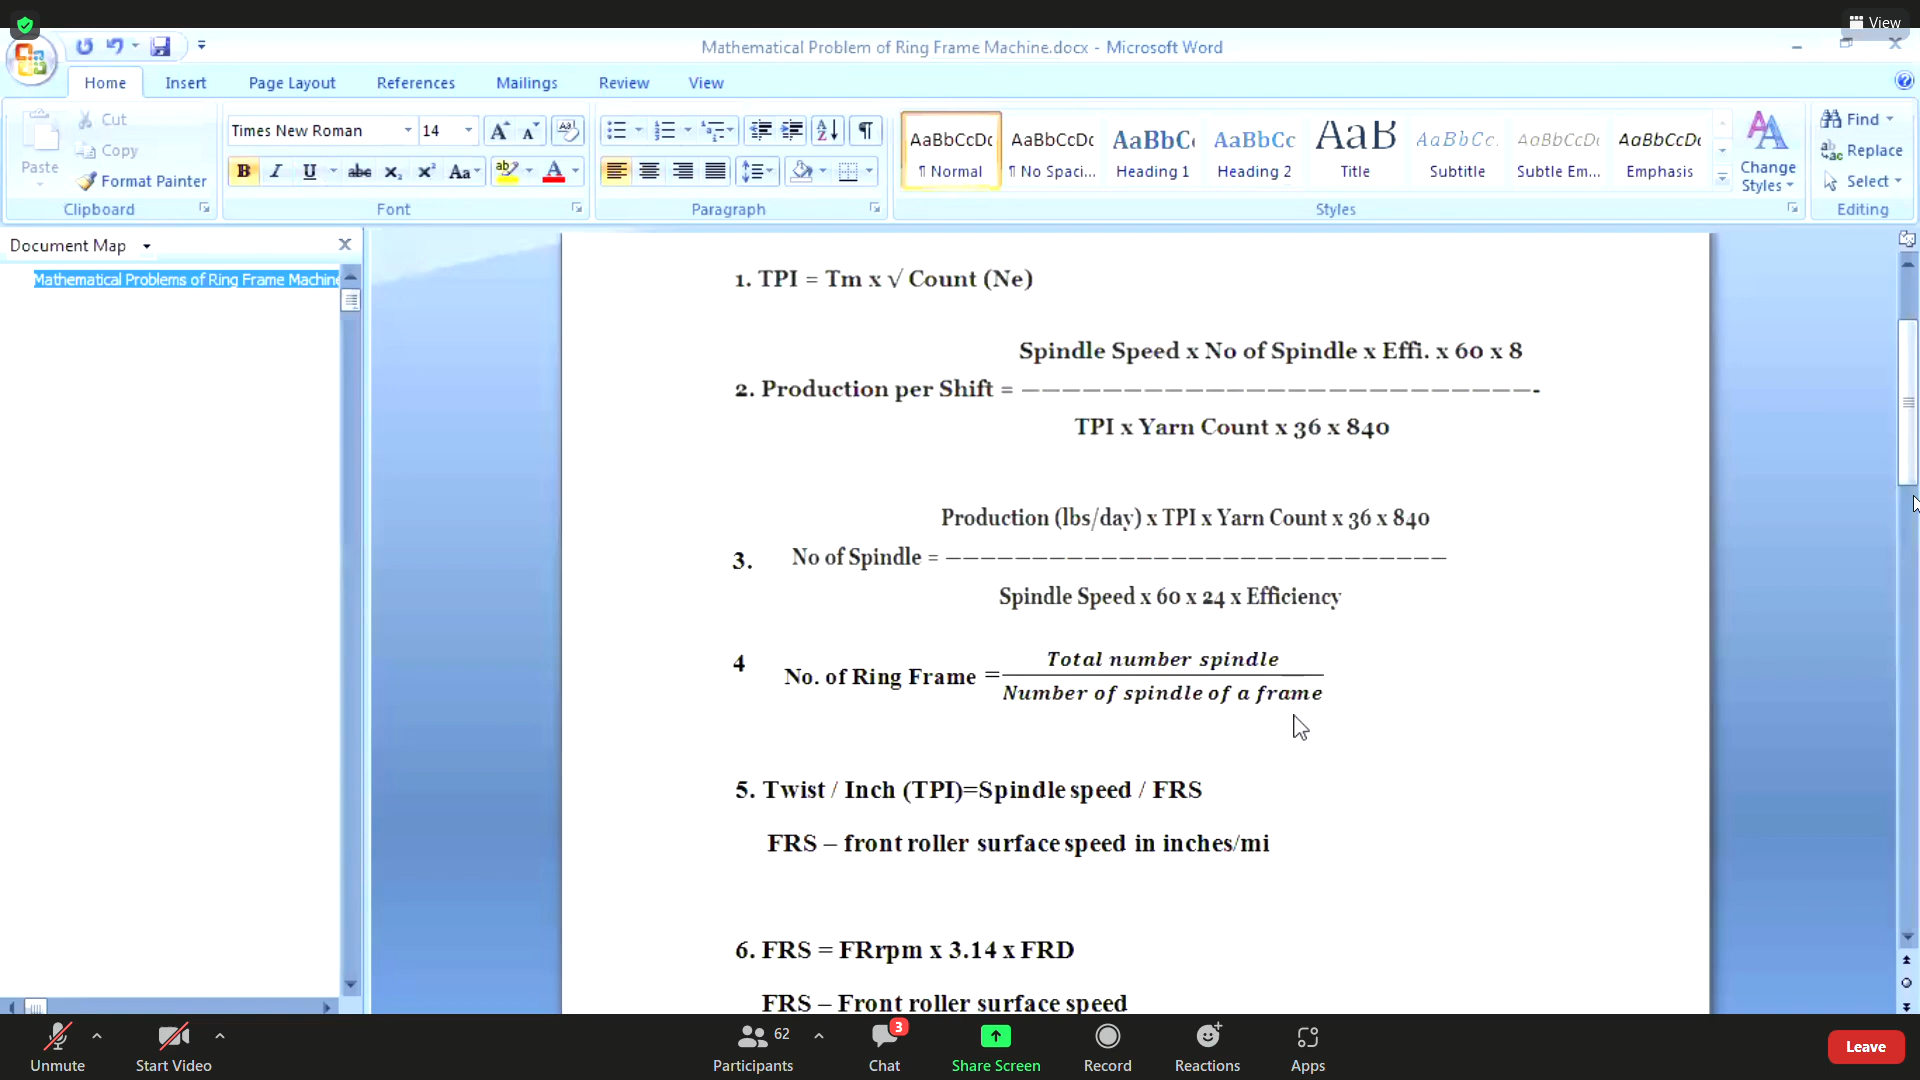 View
Mathematical Problem of Ring Frame Machine.docx - Microsoft Word
Home Insert Page Layout References Mailings Review View
Paste
Cut
Copy
Format Painter
Clipboard
Times New Roman 14
Font
Paragraph
AaBbCcDc AaBbCcDc AaBbC AaBbCc AaB AaBbCc. AaBbCcDc AaBbCcDc
¶ Normal ¶ No Spaci... Heading 1 Heading 2 Title Subtitle Subtle Em... Emphasis
Change Styles
Styles
Find
Replace
Select
Editing
Document Map
Mathematical Problems of Ring Frame Machine
1. TPI = Tm x √ Count (Ne)
Spindle Speed x No of Spindle x Effi. x 60 x 8
2. Production per Shift = —————————————————————————-
TPI x Yarn Count x 36 x 840
Production (lbs/day) x TPI x Yarn Count x 36 x 840
3. No of Spindle = —————————————————————————————
Spindle Speed x 60 x 24 x Efficiency
Total number spindle
4 No. of Ring Frame =
Number of spindle of a frame
5. Twist / Inch (TPI)=Spindle speed / FRS
FRS – front roller surface speed in inches/mi
6. FRS = FRrpm x 3.14 x FRD
FRS – Front roller surface speed
Unmute
Start Video
62
Participants
3
Chat
Share Screen
Record
Reactions
Apps
Leave